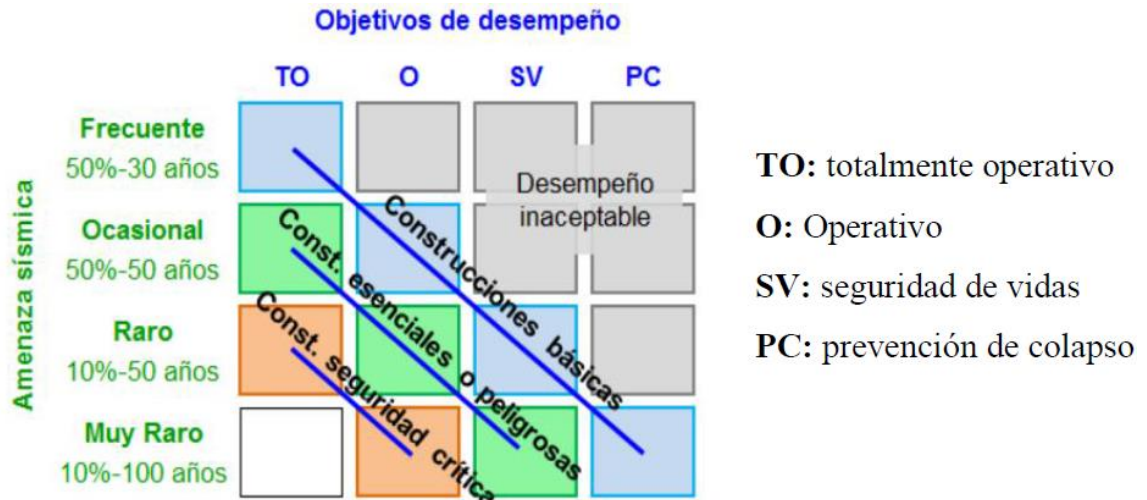 Objetivos de desempeño
TO O SV PC
Amenaza sísmica
Frecuente
50%-30 años
Ocasional
50%-50 años
Raro
10%-50 años
Muy Raro
10%-100 años
Desempeño
inaceptable
Construcciones básicas
Const. esenciales o peligrosas
Const. seguridad crítica
TO: totalmente operativo
O: Operativo
SV: seguridad de vidas
PC: prevención de colapso